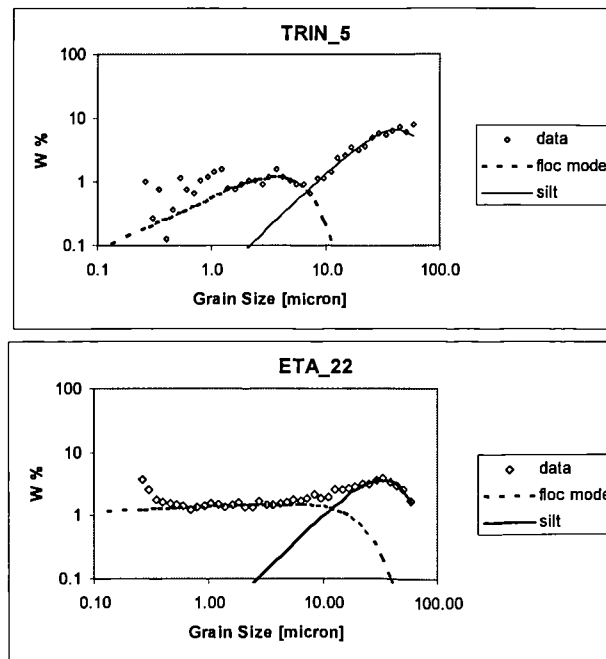 TRIN_5
100
10
1
0.1
W %
0.1 1.0 10.0 100.0
Grain Size [micron]
data
floc mode
silt
ETA_22
100
10
1
0.1
W %
0.10 1.00 10.00 100.00
Grain Size [micron]
data
floc mode
silt